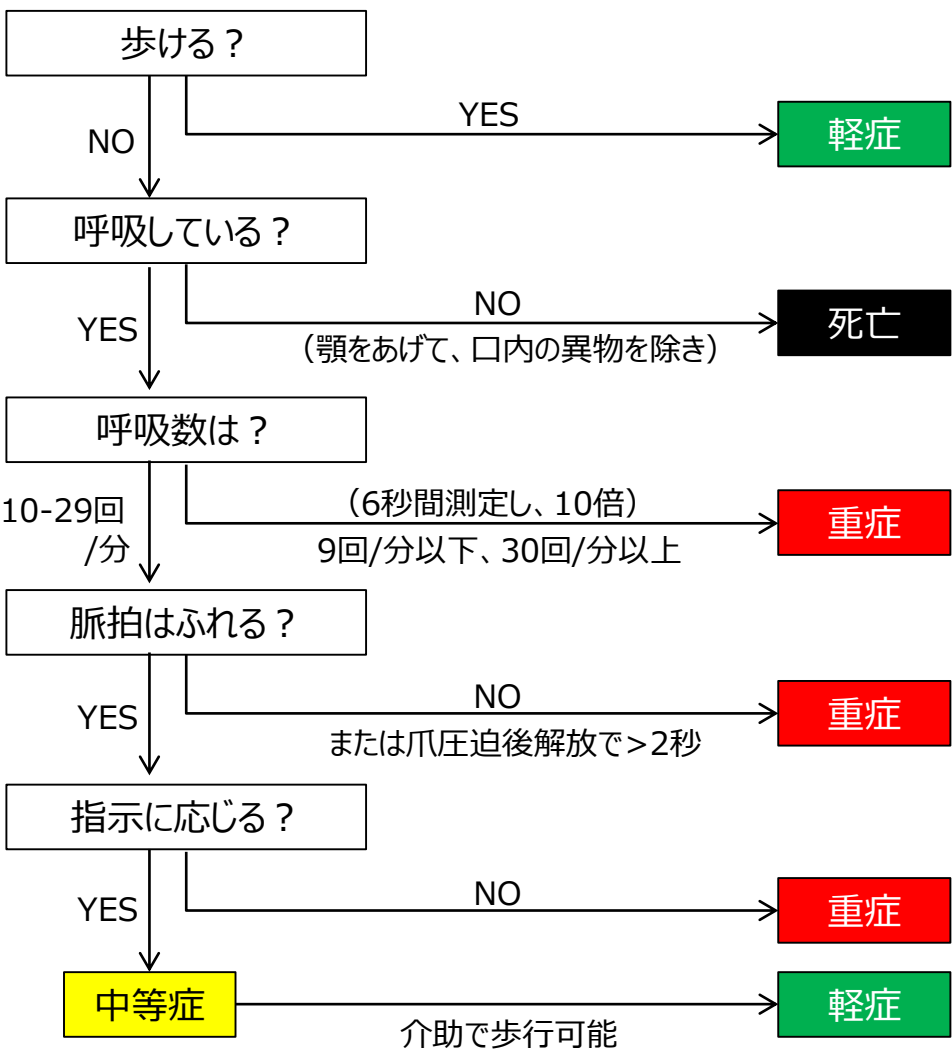 歩ける？
YES
軽症
NO
呼吸している？
NO
死亡
YES
（顎をあげて、口内の異物を除き）
呼吸数は？
10-29回
/分
（6秒間測定し、10倍）
9回/分以下、30回/分以上
重症
脈拍はふれる？
NO
重症
YES
または爪圧迫後解放で>2秒
指示に応じる？
NO
重症
YES
中等症
軽症
介助で歩行可能